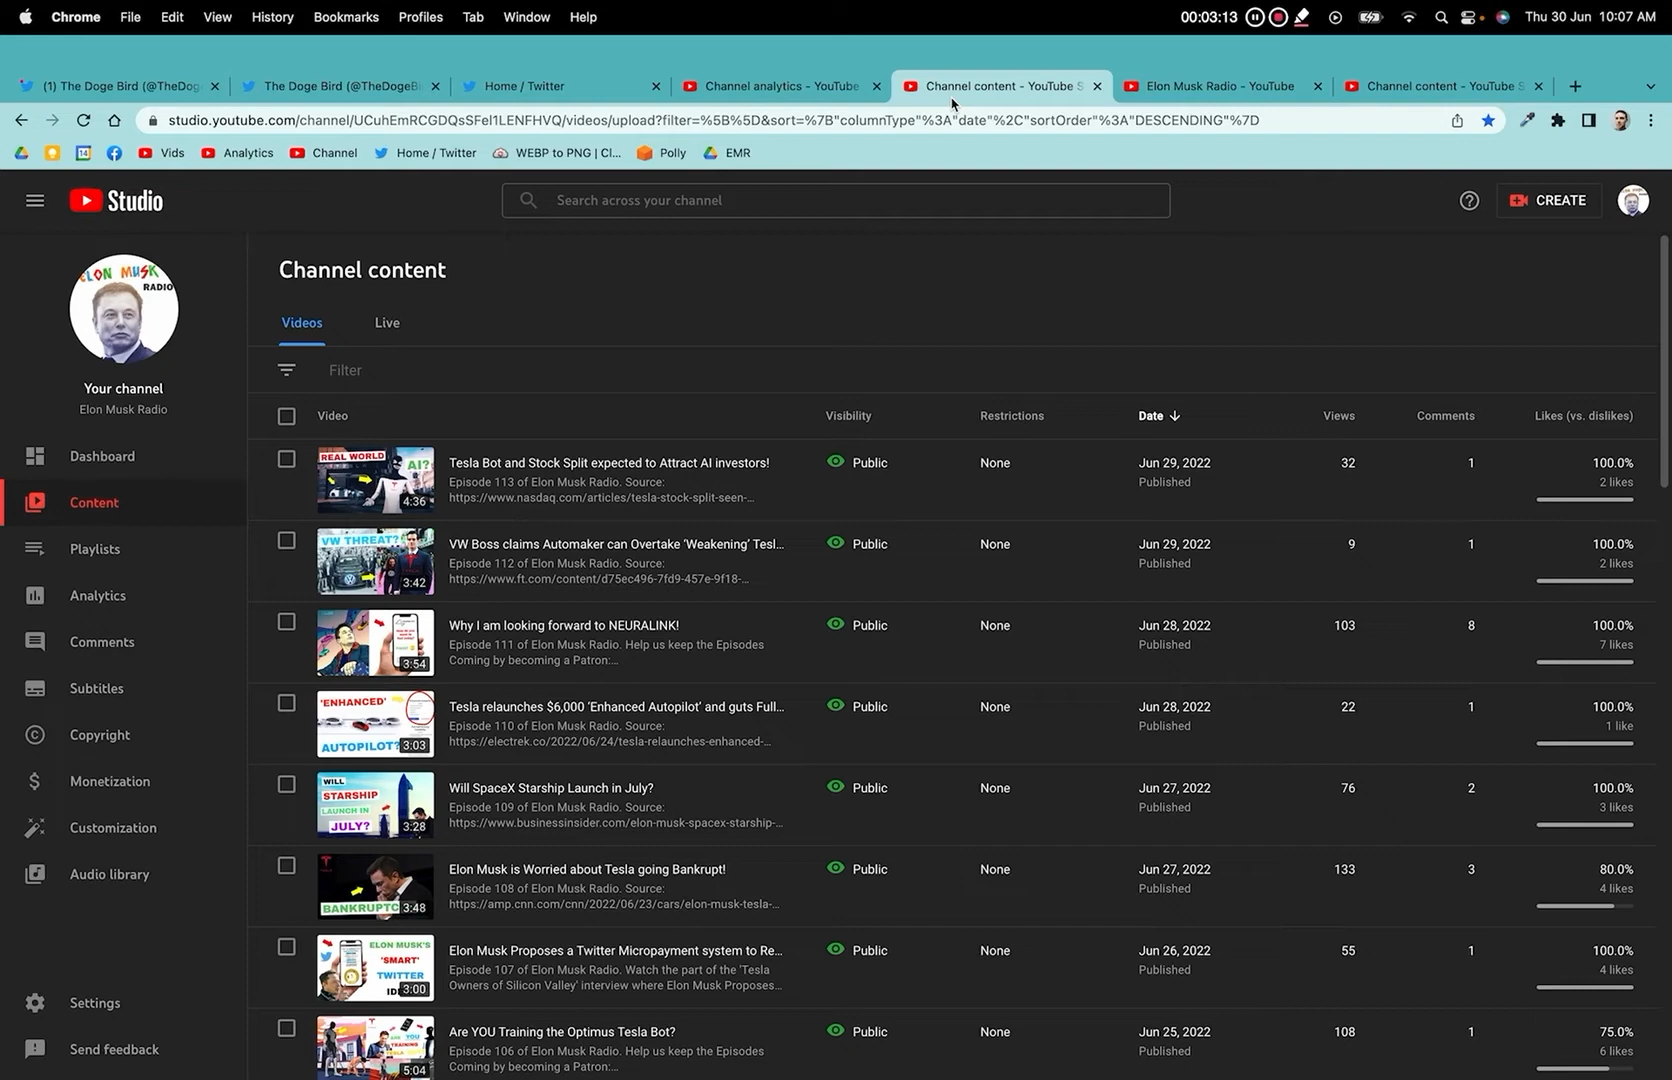 Chrome File Edit View History Bookmarks Profiles Tab Window Help 00:03:13 Thu 30 Jun 10:07 AM
(1) The Doge Bird (@TheDog The Doge Bird (@TheDogeBi Home / Twitter Channel analytics - YouTube Channel content - YouTube S Elon Musk Radio - YouTube Channel content - YouTube S
studio.youtube.com/channel/UCuhEmRCGDQsSFeI1LENFHVQ/videos/upload?filter=%5B%5D&sort=%7B"columnType"%3A"date"%2C"sortOrder"%3A"DESCENDING"%7D
Vids Analytics Channel Home / Twitter WEBP to PNG | Cl... Polly EMR
Studio Search across your channel CREATE
ELON MUSK
RADIO
Your channel
Elon Musk Radio
Dashboard
Content
Playlists
Analytics
Comments
Subtitles
Copyright
Monetization
Customization
Audio library
Settings
Send feedback
Channel content
Videos Live
Filter
Video Visibility Restrictions Date Views Comments Likes (vs. dislikes)
REAL WORLD
AI?
4:36
Tesla Bot and Stock Split expected to Attract AI investors! Public None Jun 29, 2022 32 1 100.0%
Episode 113 of Elon Musk Radio. Source: Published 2 likes
https://www.nasdaq.com/articles/tesla-stock-split-seen-...
VW THREAT?
3:42
VW Boss claims Automaker can Overtake ‘Weakening’ Tesl... Public None Jun 29, 2022 9 1 100.0%
Episode 112 of Elon Musk Radio. Source: Published 2 likes
https://www.ft.com/content/d75ec496-7fd9-457e-9f18-...
3:54
Why I am looking forward to NEURALINK! Public None Jun 28, 2022 103 8 100.0%
Episode 111 of Elon Musk Radio. Help us keep the Episodes Published 7 likes
Coming by becoming a Patron:...
'ENHANCED'
AUTOPILOT?
3:03
Tesla relaunches $6,000 ‘Enhanced Autopilot’ and guts Full... Public None Jun 28, 2022 22 1 100.0%
Episode 110 of Elon Musk Radio. Source: Published 1 like
https://electrek.co/2022/06/24/tesla-relaunches-enhanced-...
WILL
STARSHIP
LAUNCH IN
JULY?
3:28
Will SpaceX Starship Launch in July? Public None Jun 27, 2022 76 2 100.0%
Episode 109 of Elon Musk Radio. Source: Published 3 likes
https://www.businessinsider.com/elon-musk-spacex-starship-...
BANKRUPTC
3:48
Elon Musk is Worried about Tesla going Bankrupt! Public None Jun 27, 2022 133 3 80.0%
Episode 108 of Elon Musk Radio. Source: Published 4 likes
https://amp.cnn.com/cnn/2022/06/23/cars/elon-musk-tesla-...
ELON MUSK'S
'SMART'
TWITTER
ID
3:00
Elon Musk Proposes a Twitter Micropayment system to Re... Public None Jun 26, 2022 55 1 100.0%
Episode 107 of Elon Musk Radio. Watch the part of the 'Tesla Published 4 likes
Owners of Silicon Valley' interview where Elon Musk Proposes...
5:04
Are YOU Training the Optimus Tesla Bot? Public None Jun 25, 2022 108 1 75.0%
Episode 106 of Elon Musk Radio. Help us keep the Episodes Published 6 likes
Coming by becoming a Patron:...